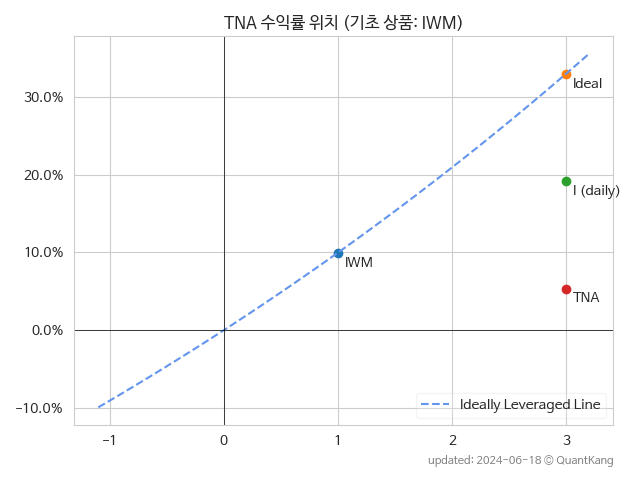 TNA 수익률 위치 (기초 상품: IWM)
30.0%
20.0%
10.0%
0.0%
−10.0%
Ideal
I (daily)
IWM
TNA
Ideally Leveraged Line
−1
0
1
2
3
updated: 2024-06-18 © QuantKang